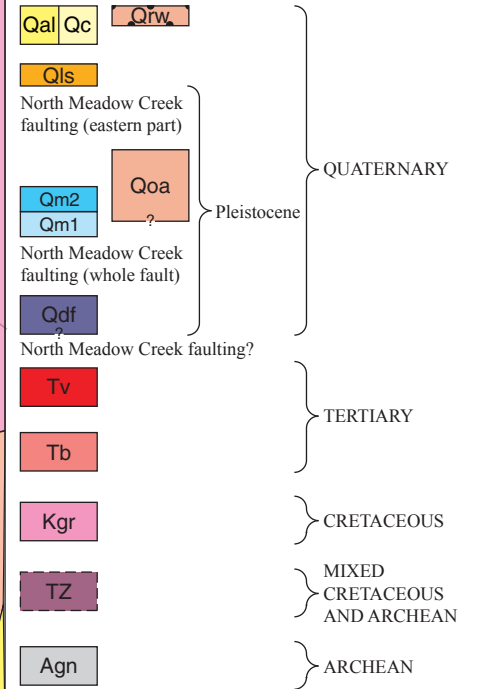 Qal Qc Qrw
Qls
North Meadow Creek
faulting (eastern part)
Qoa
?
Qm2
Qm1
Pleistocene
QUATERNARY
North Meadow Creek
faulting (whole fault)
Qdf
?
North Meadow Creek faulting?
Tv
Tb
TERTIARY
Kgr
CRETACEOUS
TZ
MIXED
CRETACEOUS
AND ARCHEAN
Agn
ARCHEAN